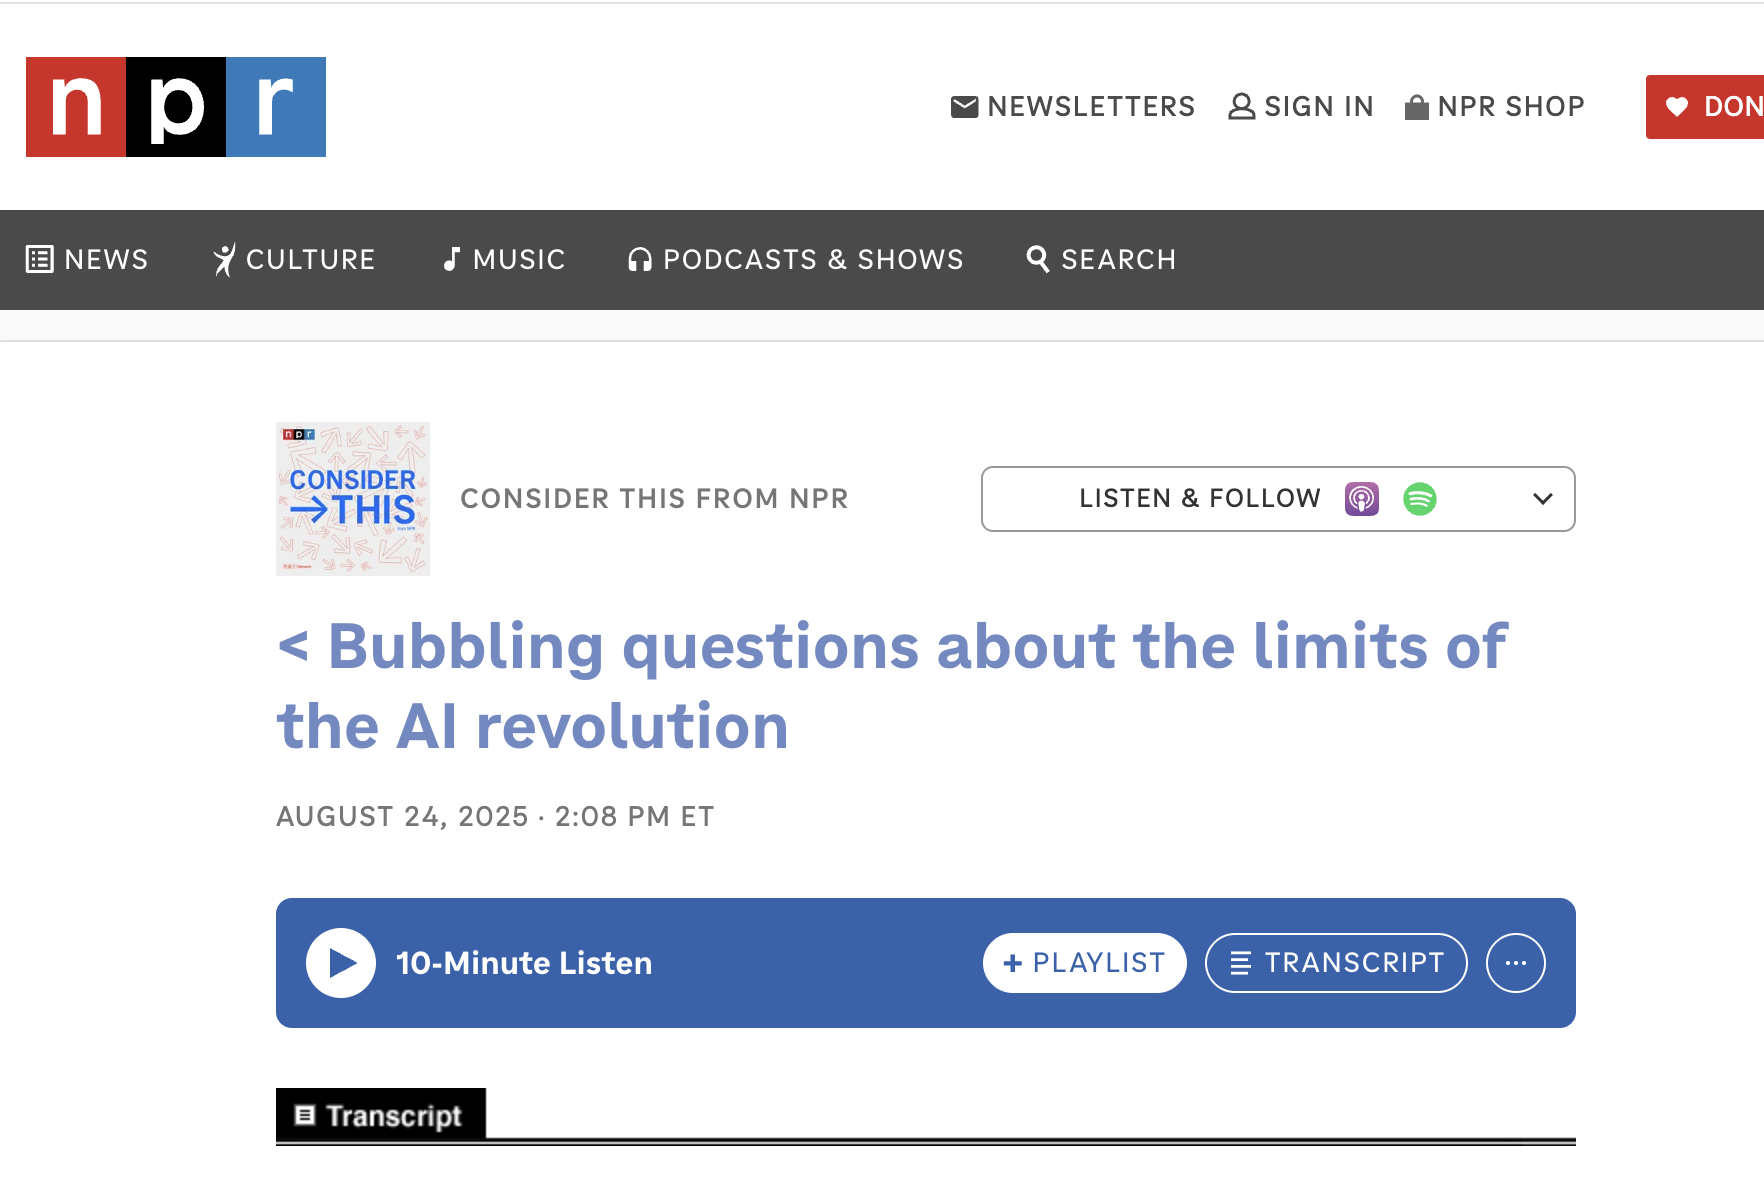 npr
NEWSLETTERS SIGN IN NPR SHOP DON
NEWS CULTURE MUSIC PODCASTS & SHOWS SEARCH
npr
CONSIDER
THIS
CONSIDER THIS FROM NPR
LISTEN & FOLLOW
< Bubbling questions about the limits of
the AI revolution
AUGUST 24, 2025 · 2:08 PM ET
10-Minute Listen
+ PLAYLIST TRANSCRIPT ...
Transcript